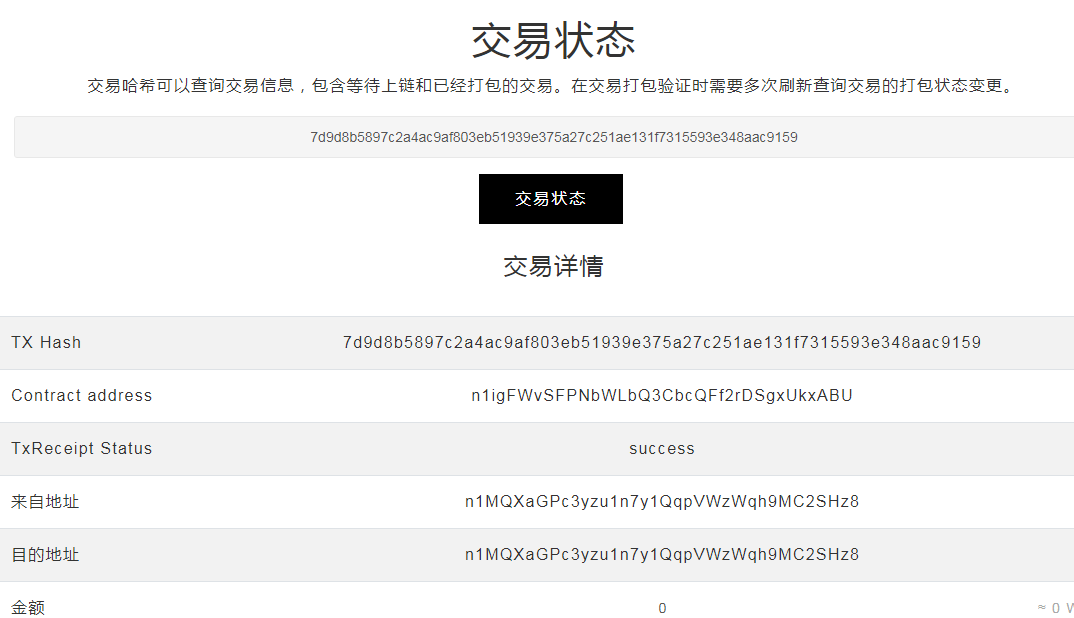 交易状态
交易哈希可以查询交易信息，包含等待上链和已经打包的交易。在交易打包验证时需要多次刷新查询交易的打包状态变更。
7d9d8b5897c2a4ac9af803eb51939e375a27c251ae131f7315593e348aac9159
交易状态
交易详情
TX Hash 7d9d8b5897c2a4ac9af803eb51939e375a27c251ae131f7315593e348aac9159
Contract address n1igFWvSFPNbWLbQ3CbcQFf2rDSgxUkxABU
TxReceipt Status success
来自地址 n1MQXaGPc3yzu1n7y1QqpVWzWqh9MC2SHz8
目的地址 n1MQXaGPc3yzu1n7y1QqpVWzWqh9MC2SHz8
金额 0 ≈ 0 W